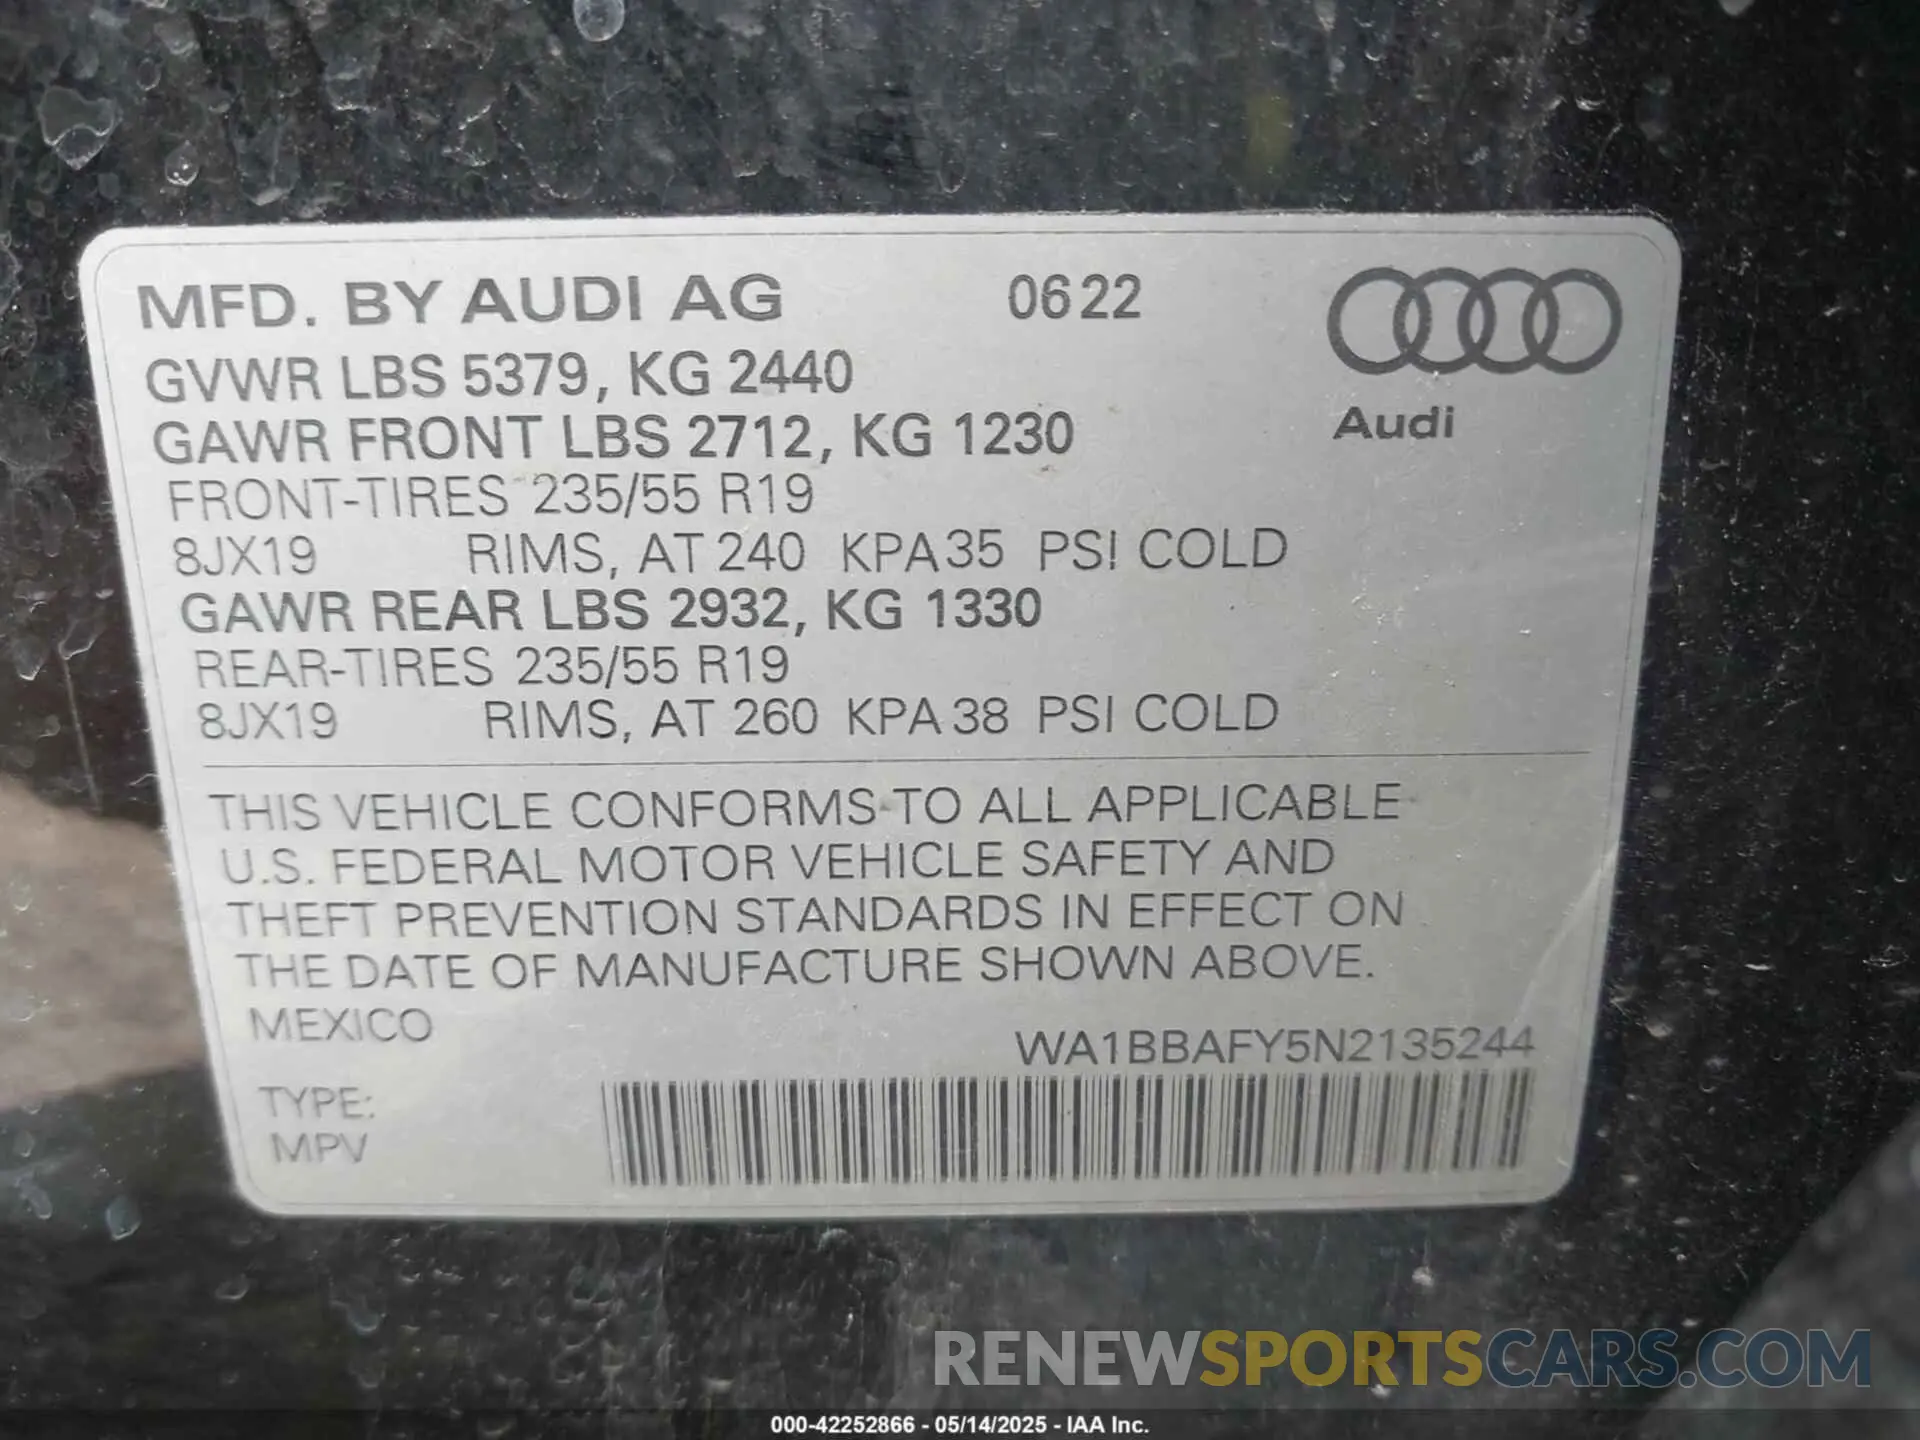 MFD. BY AUDI AG 0622
GVWR LBS 5379, KG 2440
GAWR FRONT LBS 2712, KG 1230
Audi
FRONT-TIRES 235/55 R19
8JX19 RIMS, AT 240 KPA 35 PSI COLD
GAWR REAR LBS 2932, KG 1330
REAR-TIRES 235/55 R19
8JX19 RIMS, AT 260 KPA 38 PSI COLD
THIS VEHICLE CONFORMS TO ALL APPLICABLE
U.S. FEDERAL MOTOR VEHICLE SAFETY AND
THEFT PREVENTION STANDARDS IN EFFECT ON
THE DATE OF MANUFACTURE SHOWN ABOVE.
MEXICO
WA1BBAFY5N2135244
TYPE:
MPV
RENEWSPORTSCARS.COM
000-42252866 - 05/14/2025 - IAA Inc.